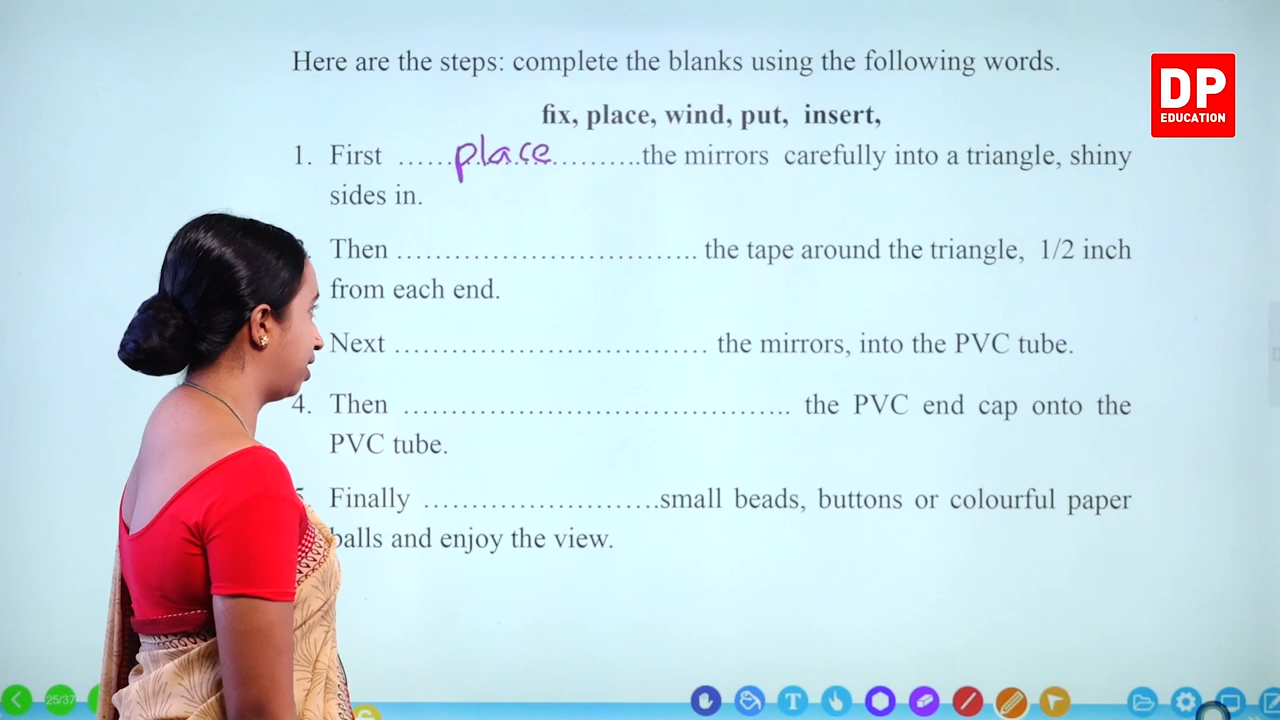 Here are the steps: complete the blanks using the following words.
DP
EDUCATION
fix, place, wind, put, insert,
1. First ......place..........the mirrors carefully into a triangle, shiny
sides in.
Then ................................ the tape around the triangle, 1/2 inch
from each end.
Next ................................. the mirrors, into the PVC tube.
4. Then ......................................... the PVC end cap onto the
PVC tube.
5. Finally .........................small beads, buttons or colourful paper
balls and enjoy the view.
25/37